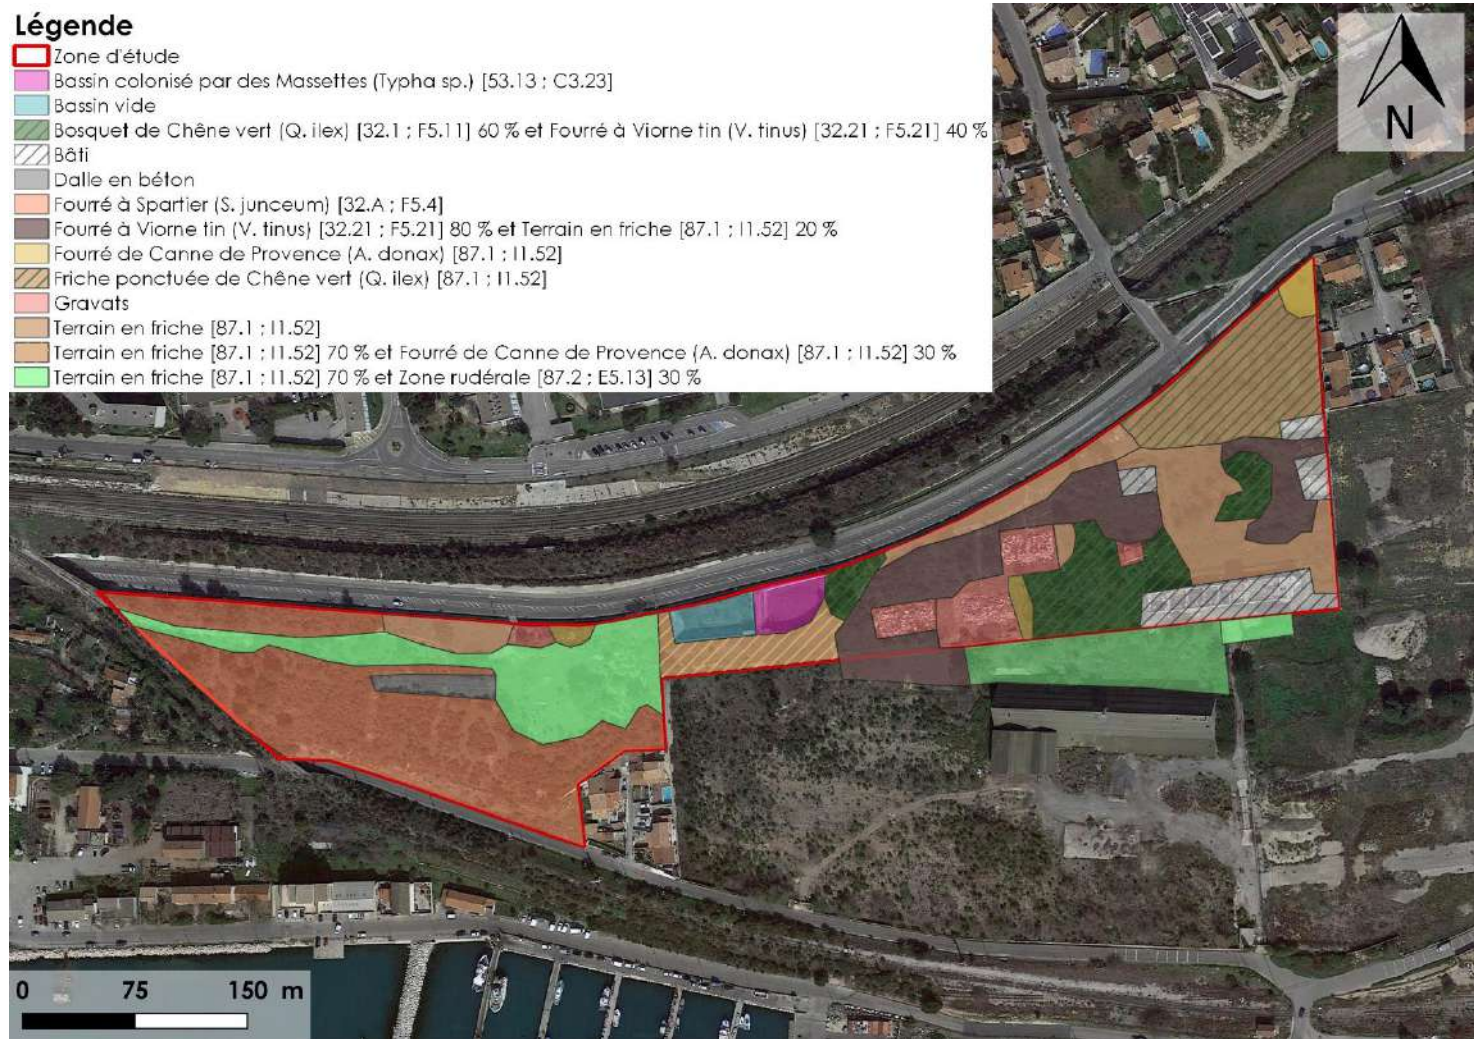 Légende
Zone d'étude
Bassin colonisé par des Massettes (Typha sp.) [53.13 ; C3.23]
Bassin vide
Bosquet de Chêne vert (Q. ilex) [32.1 ; F5.11] 60 % et Fourré à Viorne tin (V. tinus) [32.21 ; F5.21] 40 %
Bâti
Dalle en béton
Fourré à Spartier (S. junceum) [32.A ; F5.4]
Fourré à Viorne tin (V. tinus) [32.21 ; F5.21] 80 % et Terrain en friche [87.1 ; I1.52] 20 %
Fourré de Canne de Provence (A. donax) [87.1 ; I1.52]
Friche ponctuée de Chêne vert (Q. ilex) [87.1 ; I1.52]
Gravats
Terrain en friche [87.1 ; I1.52]
Terrain en friche [87.1 ; I1.52] 70 % et Fourré de Canne de Provence (A. donax) [87.1 ; I1.52] 30 %
Terrain en friche [87.1 ; I1.52] 70 % et Zone rudérale [87.2 ; E5.13] 30 %
N
0 75 150 m